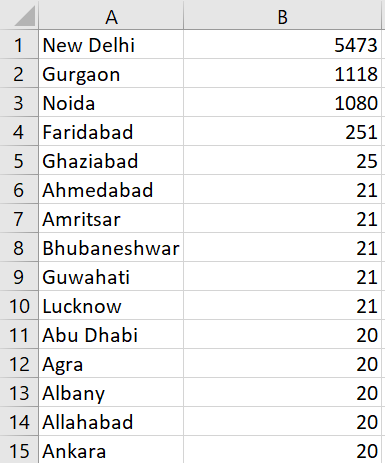 A B
1 New Delhi 5473
2 Gurgaon 1118
3 Noida 1080
4 Faridabad 251
5 Ghaziabad 25
6 Ahmedabad 21
7 Amritsar 21
8 Bhubaneshwar 21
9 Guwahati 21
10 Lucknow 21
11 Abu Dhabi 20
12 Agra 20
13 Albany 20
14 Allahabad 20
15 Ankara 20